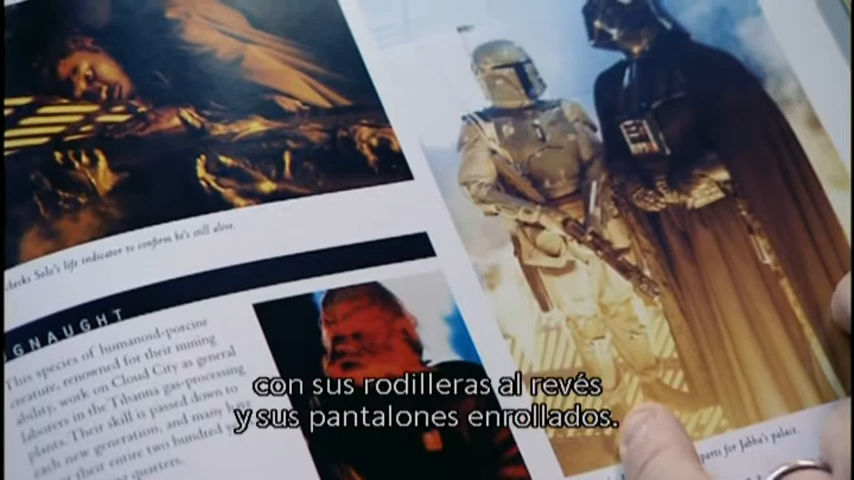 checks Solo's life indicator to confirm he's still alive.
GNAUGHT
This species of humanoid-porcine
creature, renowned for their mining
ability, work on Cloud City as general
laborers in the Tibanna gas-processing
plants. Their skill is passed down to
each new generation, and many have
their entire two hundred
quarters.
parts for Jabba's palace.
con sus rodilleras al revés
y sus pantalones enrollados.